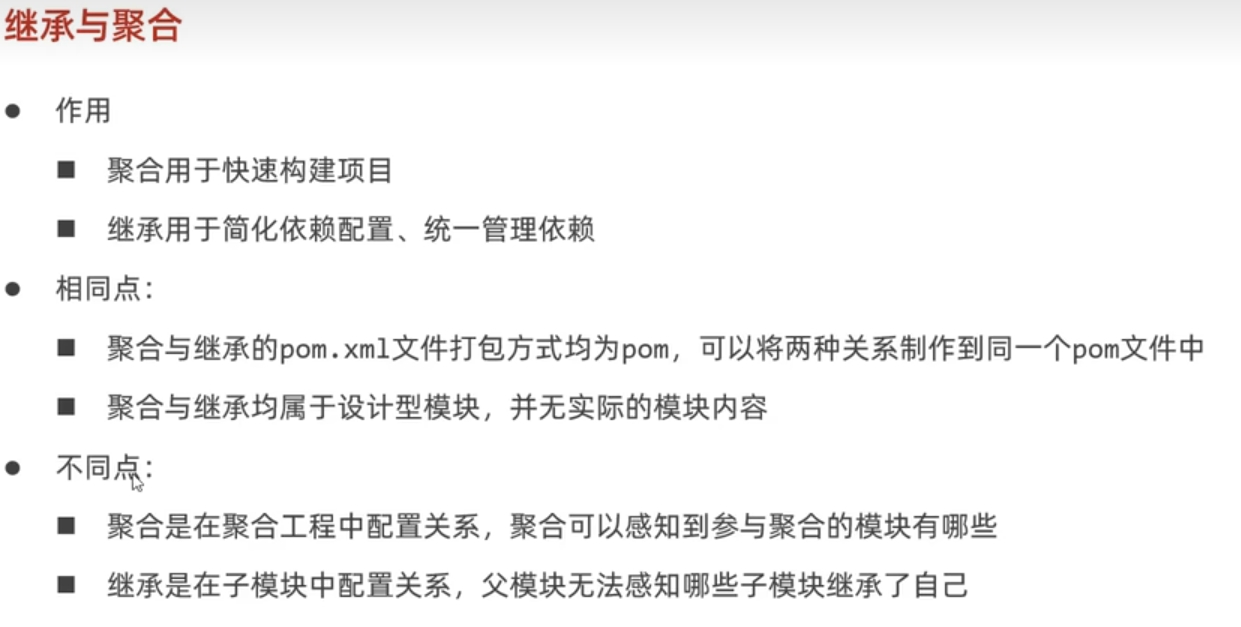 继承与聚合
● 作用
■ 聚合用于快速构建项目
■ 继承用于简化依赖配置、统一管理依赖
● 相同点：
■ 聚合与继承的pom.xml文件打包方式均为pom，可以将两种关系制作到同一个pom文件中
■ 聚合与继承均属于设计型模块，并无实际的模块内容
● 不同点：
■ 聚合是在聚合工程中配置关系，聚合可以感知到参与聚合的模块有哪些
■ 继承是在子模块中配置关系，父模块无法感知哪些子模块继承了自己